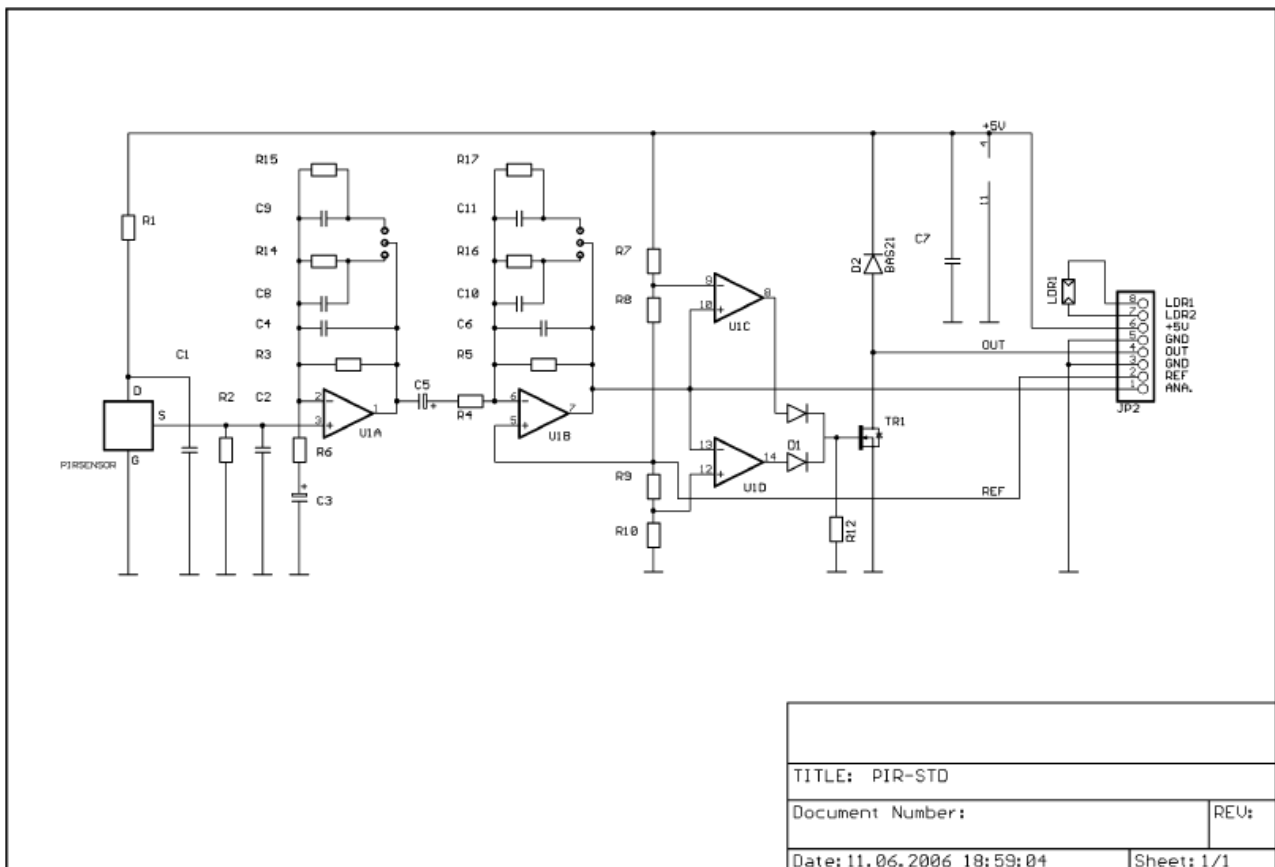 +5V
4
11
R15
C9
R14
C8
C4
R3
R17
C11
R16
C10
C6
R5
R1
R7
R8
C7
D2
BAS21
LDR1
C1
D
S
G
PIRSENSOR
R2
C2
2
3
1
U1A
R6
C3
+
C5
+
R4
6
5
7
U1B
9
10
8
U1C
13
12
14
U1D
D1
TR1
R9
R10
R12
OUT
REF
8 LDR1
7 LDR2
6 +5V
5 GND
4 OUT
3 GND
2 REF
1 ANA.
JP2
TITLE: PIR-STD
Document Number:
REV:
Date: 11.06.2006 18:59:04
Sheet: 1/1